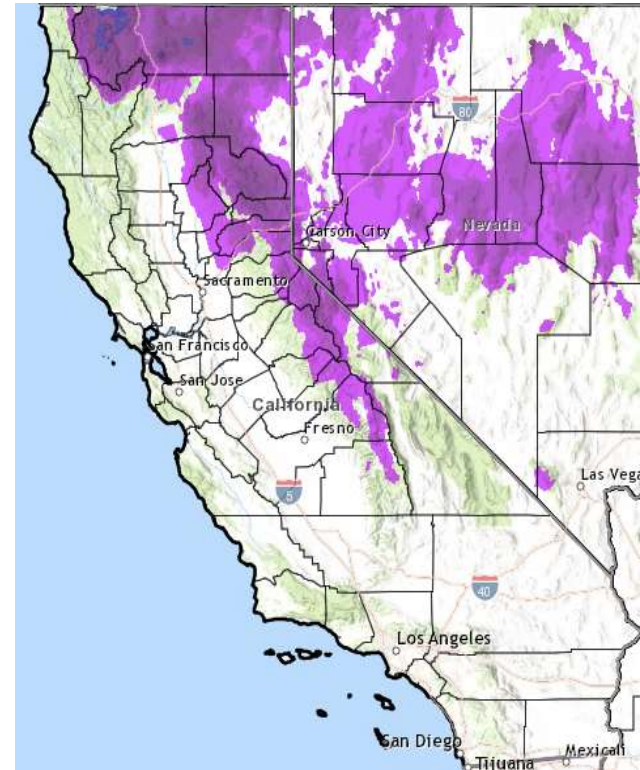 80
Carson City
Nevada
Sacramento
San Francisco
San Jose
California
Fresno
5
Las Vega
40
Los Angeles
San Diego
Tijuana
Mexicali